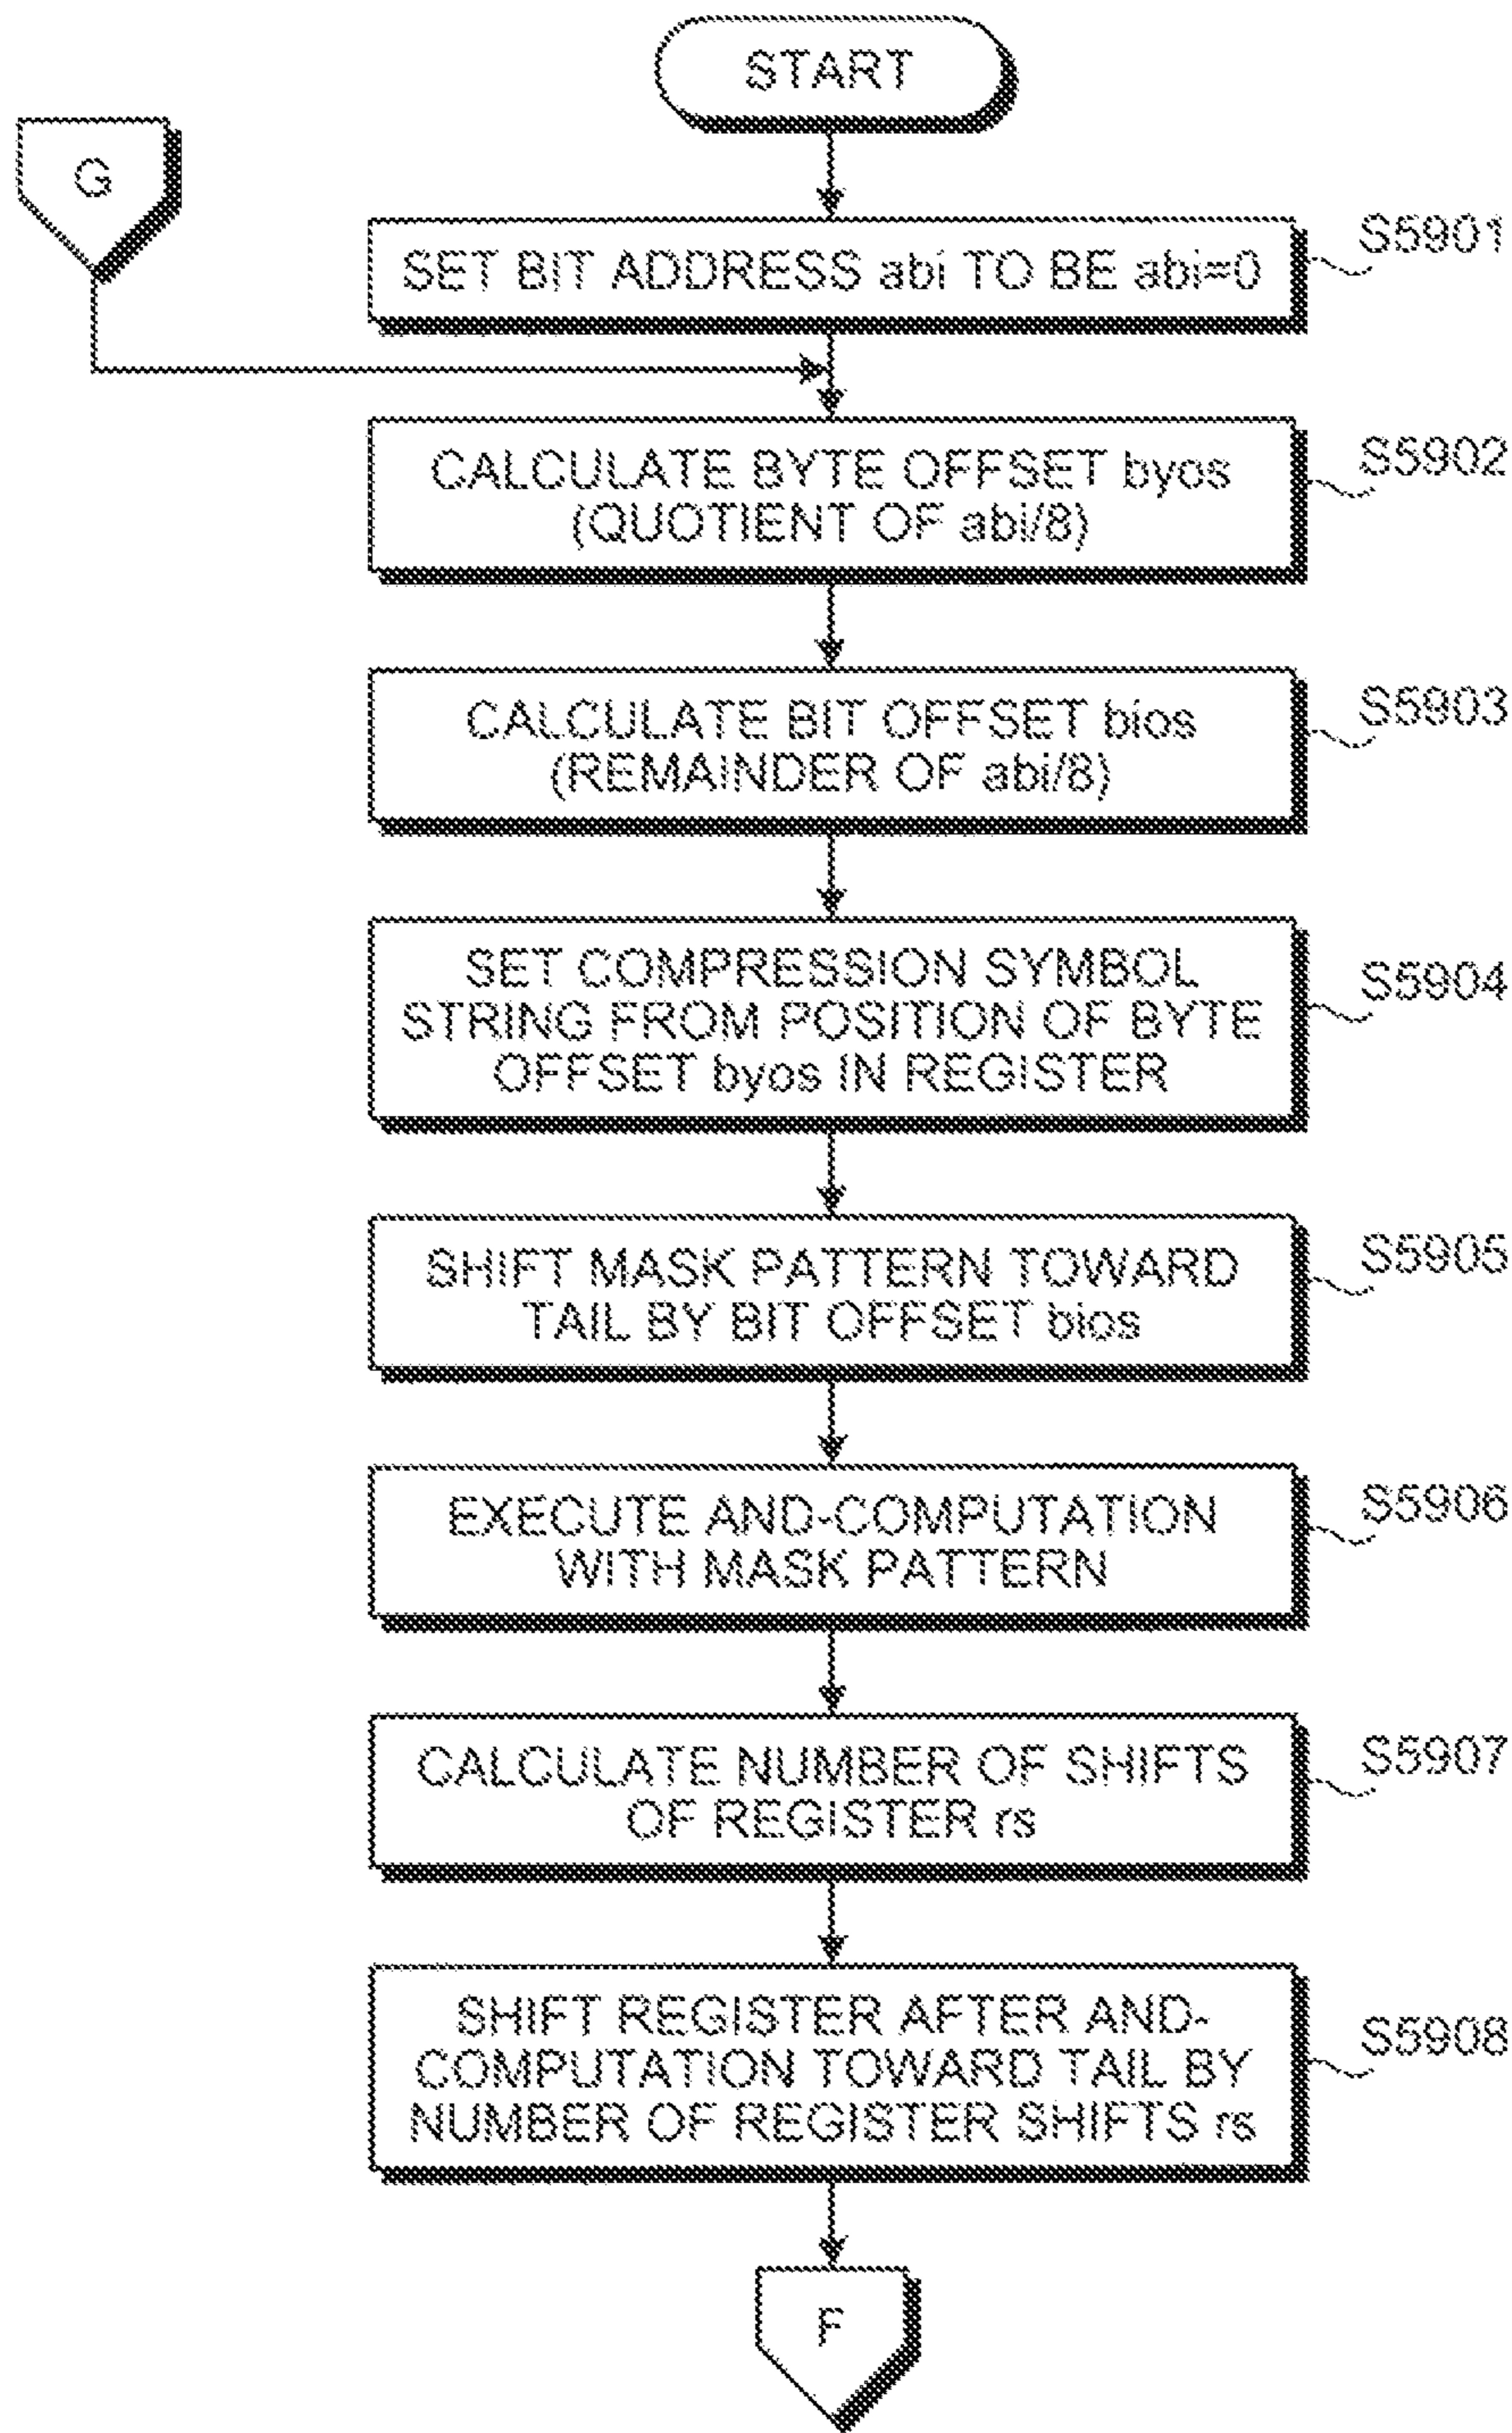 START
G
SET BIT ADDRESS abi TO BE abi=0
S5901
CALCULATE BYTE OFFSET byos
(QUOTIENT OF abi/8)
S5902
CALCULATE BIT OFFSET bios
(REMAINDER OF abi/8)
S5903
SET COMPRESSION SYMBOL
STRING FROM POSITION OF BYTE
OFFSET byos IN REGISTER
S5904
SHIFT MASK PATTERN TOWARD
TAIL BY BIT OFFSET bios
S5905
EXECUTE AND-COMPUTATION
WITH MASK PATTERN
S5906
CALCULATE NUMBER OF SHIFTS
OF REGISTER rs
S5907
SHIFT REGISTER AFTER AND-
COMPUTATION TOWARD TAIL BY
NUMBER OF REGISTER SHIFTS rs
S5908
F